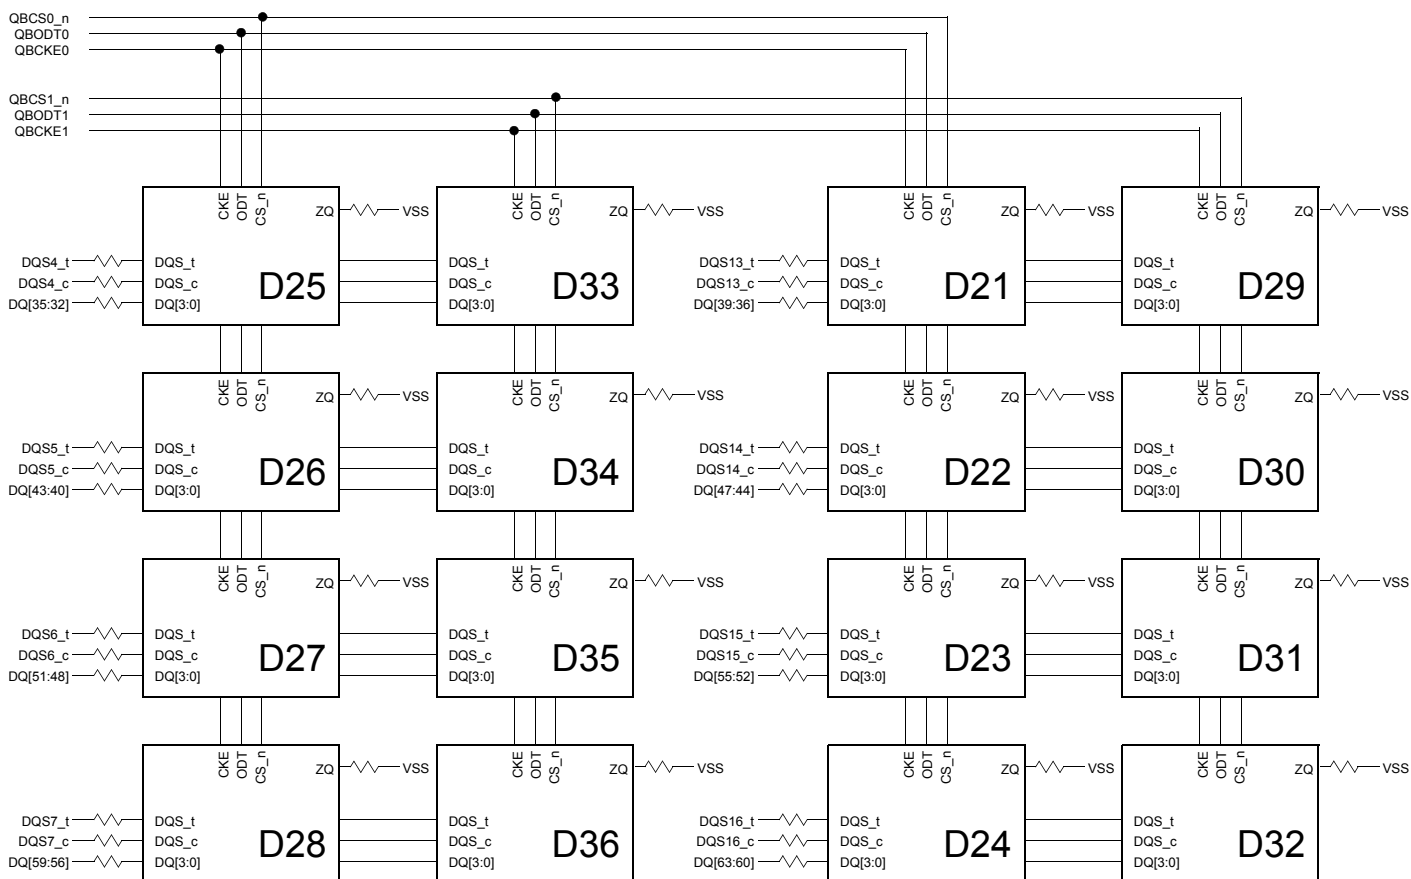 QBCS0_n
QBODT0
QBCKE0
QBCS1_n
QBODT1
QBCKE1
CKE ODT CS_n ZQ VSS CKE ODT CS_n ZQ VSS CKE ODT CS_n ZQ VSS CKE ODT CS_n ZQ VSS
DQS4_t DQS_t DQS_t DQS13_t DQS_t DQS_t
DQS4_c DQS_c D25 DQS_c D33 DQS13_c DQS_c D21 DQS_c D29
DQ[35:32] DQ[3:0] DQ[3:0] DQ[39:36] DQ[3:0] DQ[3:0]
CKE ODT CS_n ZQ VSS CKE ODT CS_n ZQ VSS CKE ODT CS_n ZQ VSS CKE ODT CS_n ZQ VSS
DQS5_t DQS_t DQS_t DQS14_t DQS_t DQS_t
DQS5_c DQS_c D26 DQS_c D34 DQS14_c DQS_c D22 DQS_c D30
DQ[43:40] DQ[3:0] DQ[3:0] DQ[47:44] DQ[3:0] DQ[3:0]
CKE ODT CS_n ZQ VSS CKE ODT CS_n ZQ VSS CKE ODT CS_n ZQ VSS CKE ODT CS_n ZQ VSS
DQS6_t DQS_t DQS_t DQS15_t DQS_t DQS_t
DQS6_c DQS_c D27 DQS_c D35 DQS15_c DQS_c D23 DQS_c D31
DQ[51:48] DQ[3:0] DQ[3:0] DQ[55:52] DQ[3:0] DQ[3:0]
CKE ODT CS_n ZQ VSS CKE ODT CS_n ZQ VSS CKE ODT CS_n ZQ VSS CKE ODT CS_n ZQ VSS
DQS7_t DQS_t DQS_t DQS16_t DQS_t DQS_t
DQS7_c DQS_c D28 DQS_c D36 DQS16_c DQS_c D24 DQS_c D32
DQ[59:56] DQ[3:0] DQ[3:0] DQ[63:60] DQ[3:0] DQ[3:0]